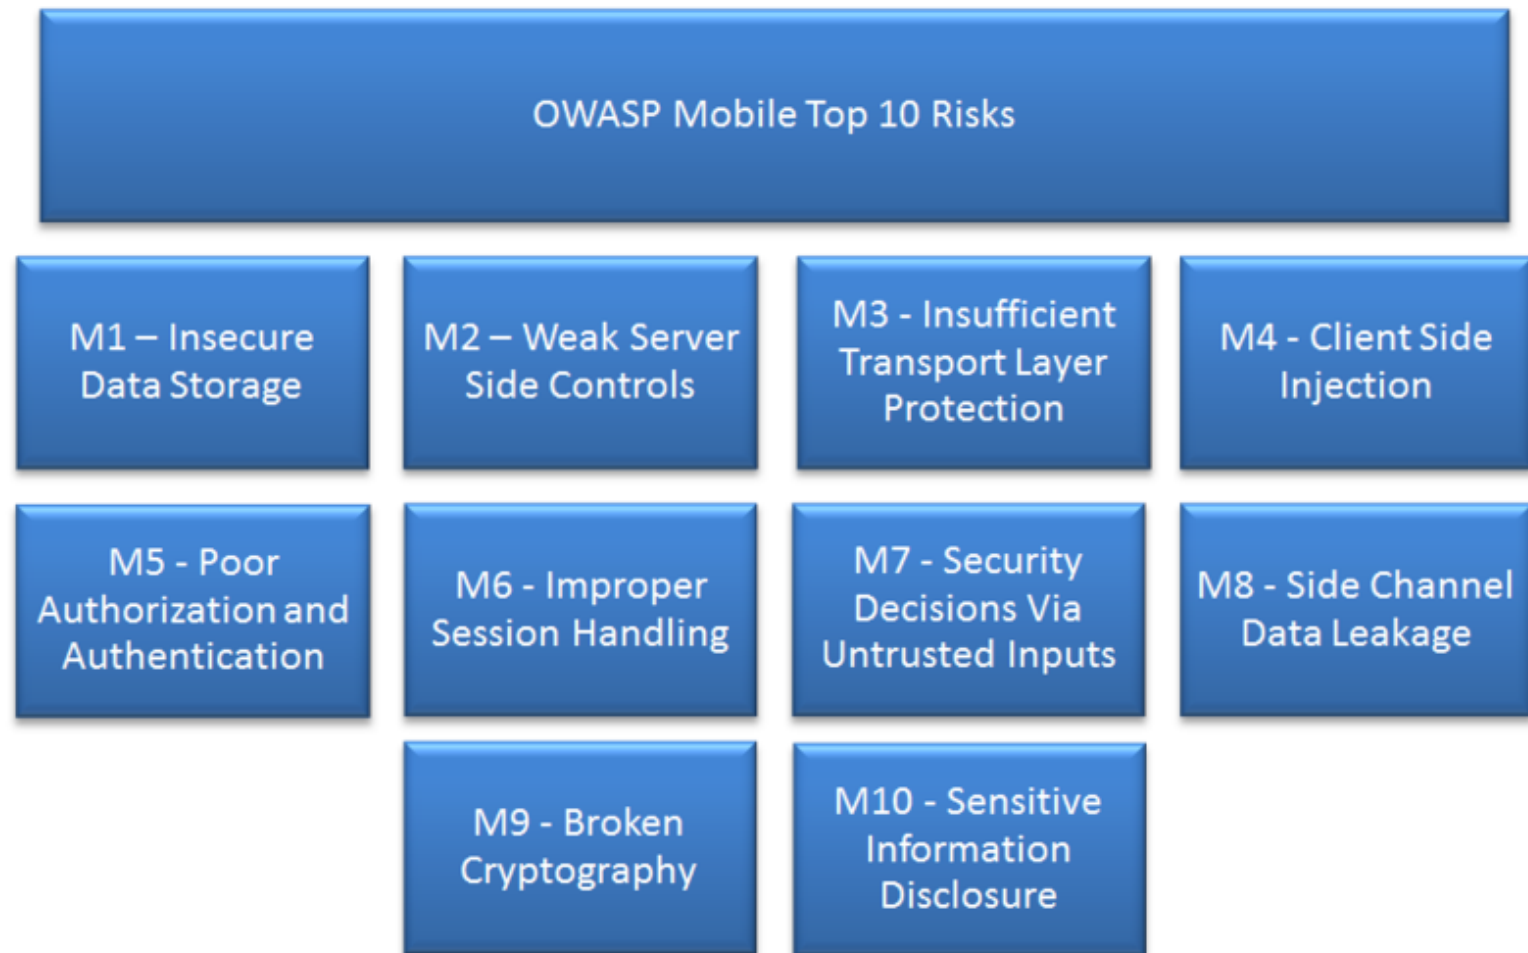 OWASP Mobile Top 10 Risks
M1 – Insecure
Data Storage
M2 – Weak Server
Side Controls
M3 - Insufficient
Transport Layer
Protection
M4 - Client Side
Injection
M5 - Poor
Authorization and
Authentication
M6 - Improper
Session Handling
M7 - Security
Decisions Via
Untrusted Inputs
M8 - Side Channel
Data Leakage
M9 - Broken
Cryptography
M10 - Sensitive
Information
Disclosure